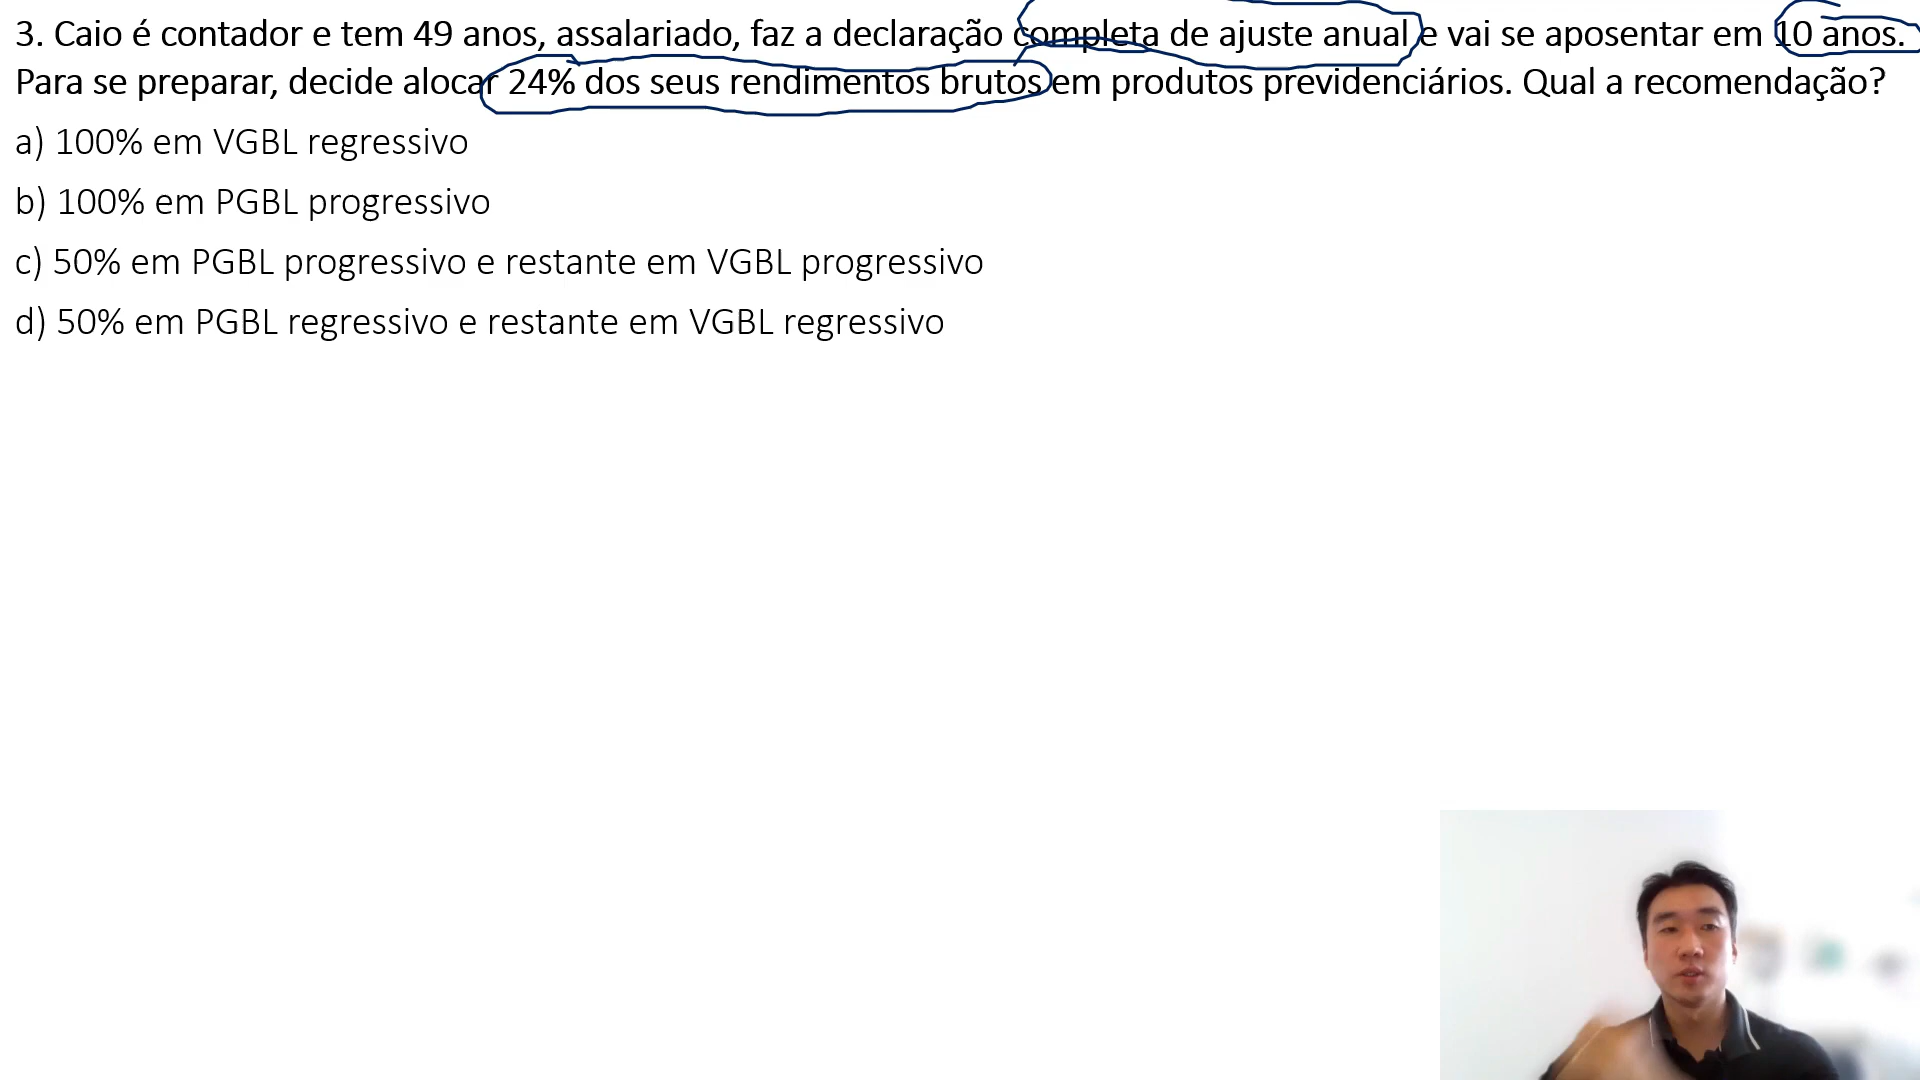 3. Caio é contador e tem 49 anos, assalariado, faz a declaração completa de ajuste anual e vai se aposentar em 10 anos.
Para se preparar, decide alocar 24% dos seus rendimentos brutos em produtos previdenciários. Qual a recomendação?
a) 100% em VGBL regressivo
b) 100% em PGBL progressivo
c) 50% em PGBL progressivo e restante em VGBL progressivo
d) 50% em PGBL regressivo e restante em VGBL regressivo